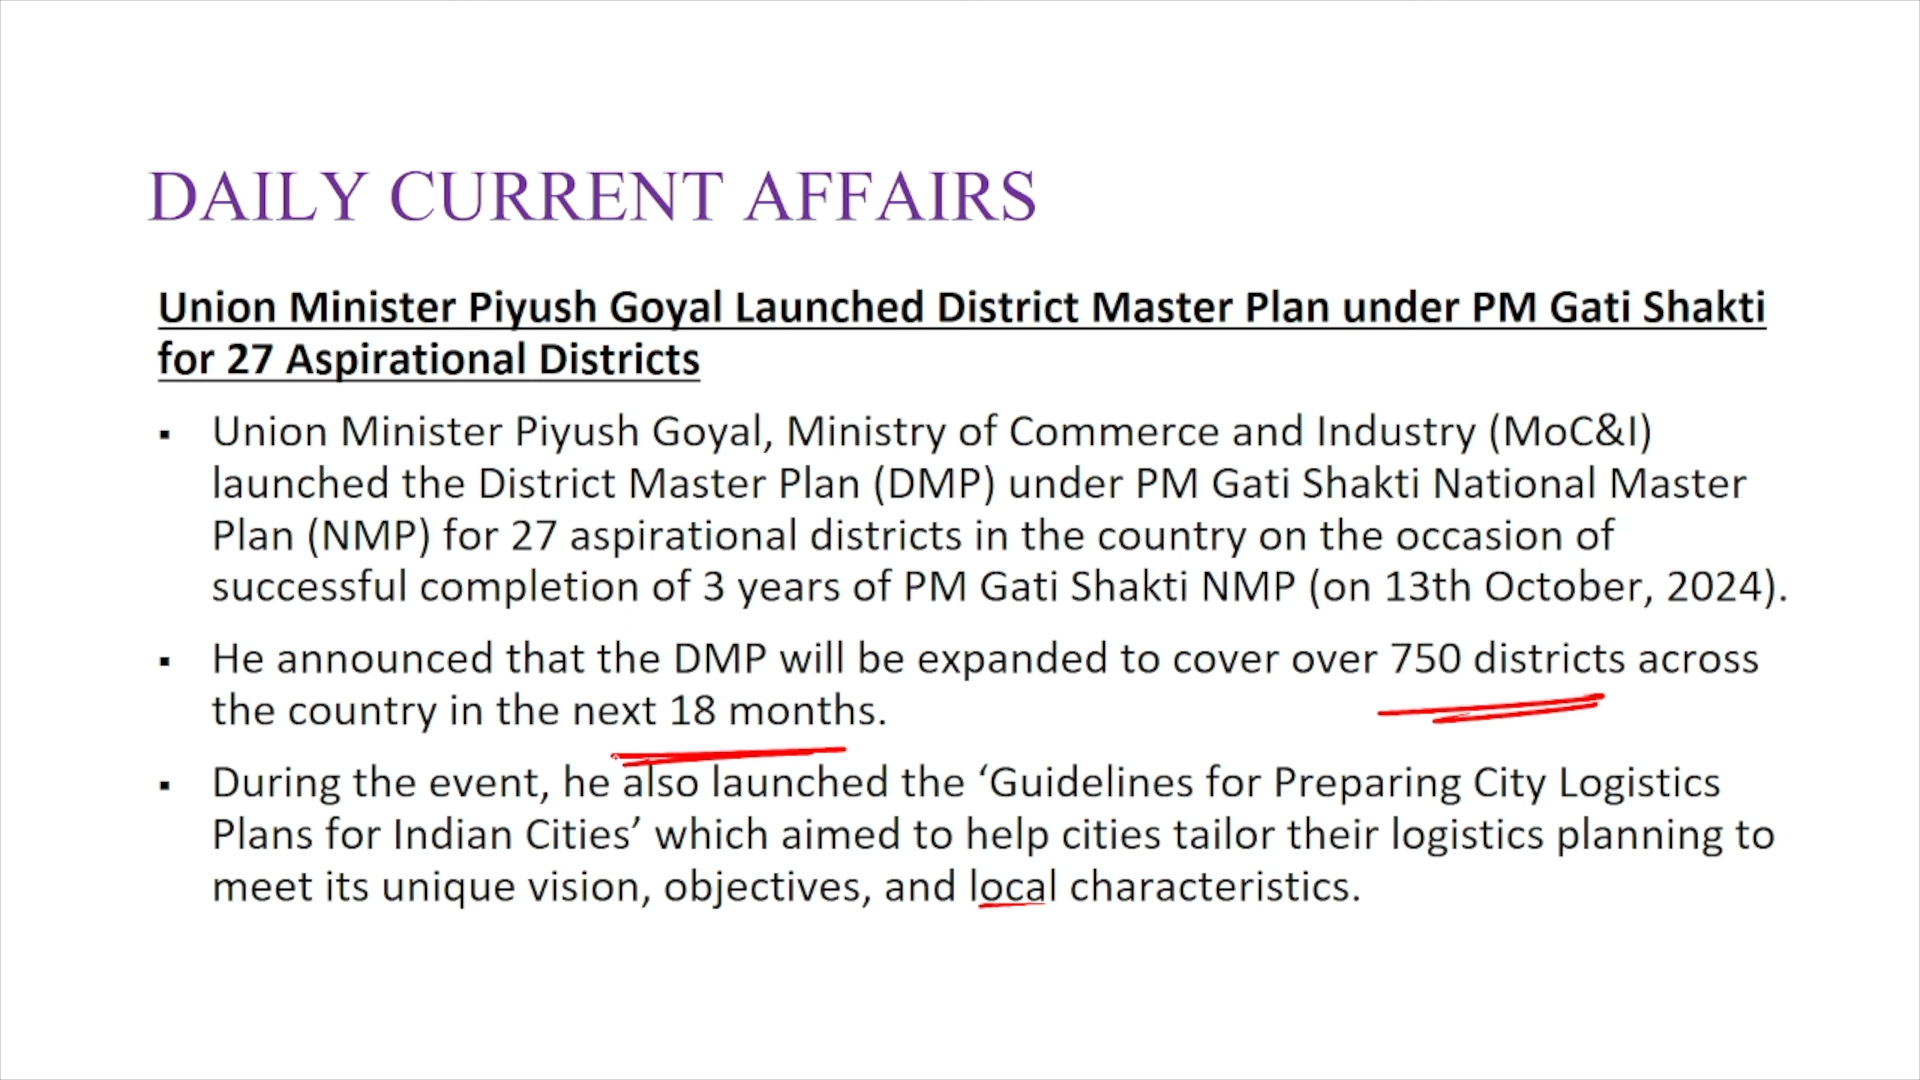 DAILY CURRENT AFFAIRS
Union Minister Piyush Goyal Launched District Master Plan under PM Gati Shakti
for 27 Aspirational Districts
▪ Union Minister Piyush Goyal, Ministry of Commerce and Industry (MoC&I)
launched the District Master Plan (DMP) under PM Gati Shakti National Master
Plan (NMP) for 27 aspirational districts in the country on the occasion of
successful completion of 3 years of PM Gati Shakti NMP (on 13th October, 2024).
▪ He announced that the DMP will be expanded to cover over 750 districts across
the country in the next 18 months.
▪ During the event, he also launched the ‘Guidelines for Preparing City Logistics
Plans for Indian Cities’ which aimed to help cities tailor their logistics planning to
meet its unique vision, objectives, and local characteristics.